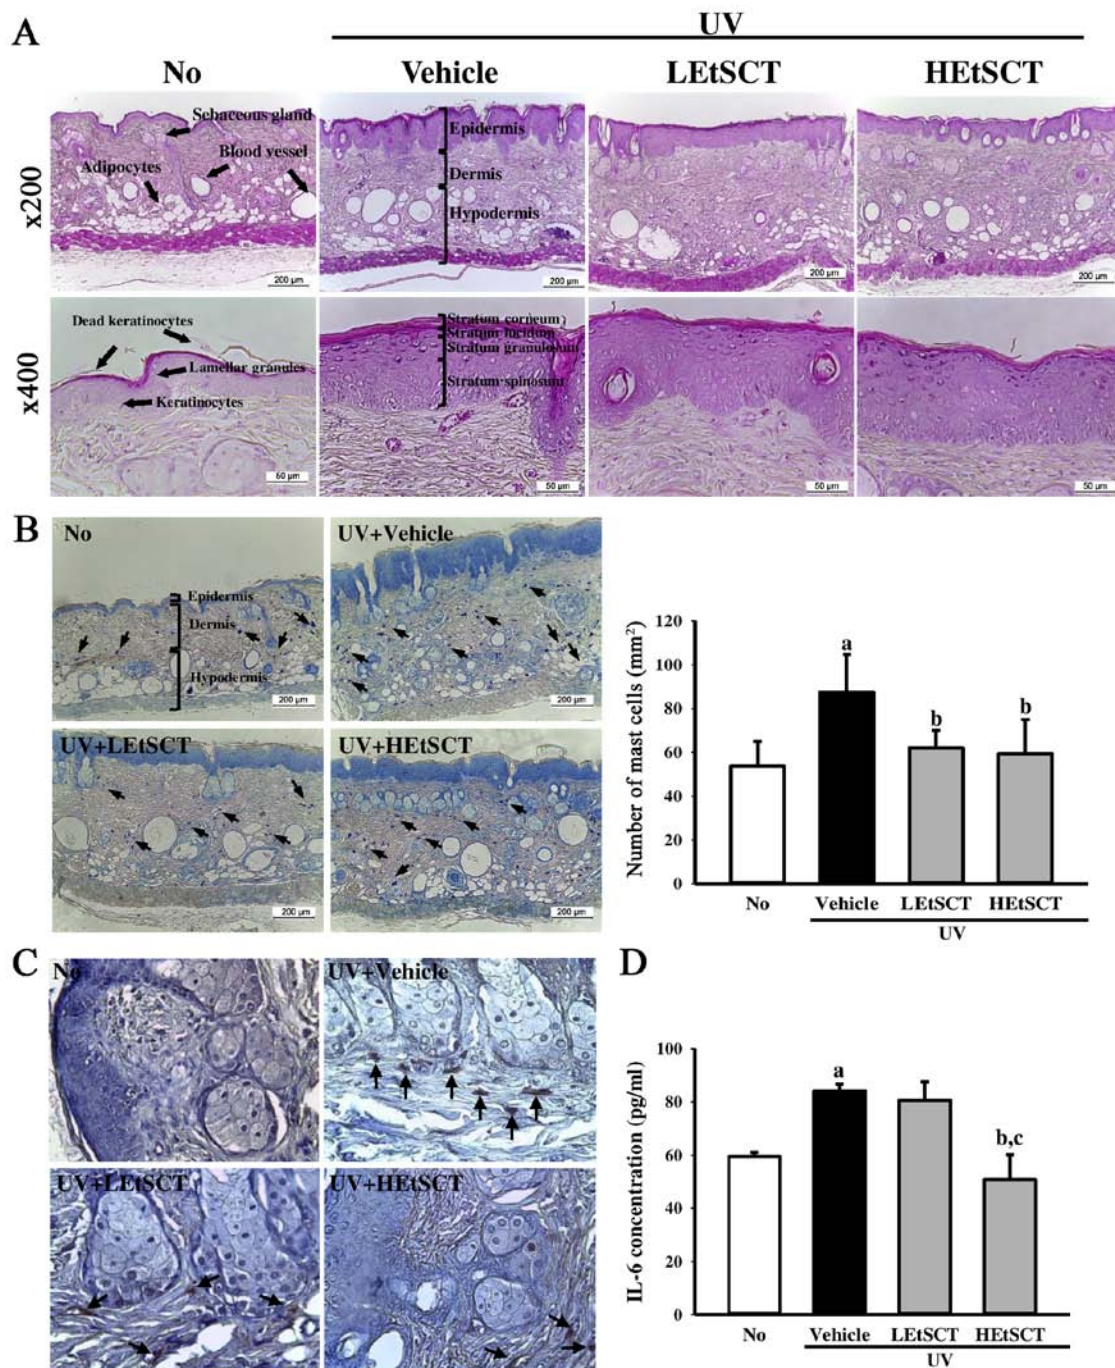 A
UV
No
Vehicle
LEtSCT
HEtSCT
x200
Sebaceous gland
Blood vessel
Adipocytes
200 µm
Epidermis
Dermis
Hypodermis
200 µm
200 µm
200 µm
x400
Dead keratinocytes
Lamellar granules
Keratinocytes
50 µm
Stratum corneum
Stratum lucidum
Stratum granulosum
Stratum spinosum
50 µm
50 µm
50 µm
B
No
Epidermis
Dermis
Hypodermis
200 µm
UV+Vehicle
200 µm
UV+LEtSCT
200 µm
UV+HEtSCT
200 µm
Number of mast cells (mm²)
120
100
80
60
40
20
0
a
b
b
No
Vehicle
LEtSCT
HEtSCT
UV
C
No
UV+Vehicle
UV+LEtSCT
UV+HEtSCT
D
IL-6 concentration (pg/ml)
100
80
60
40
20
0
a
b,c
No
Vehicle
LEtSCT
HEtSCT
UV